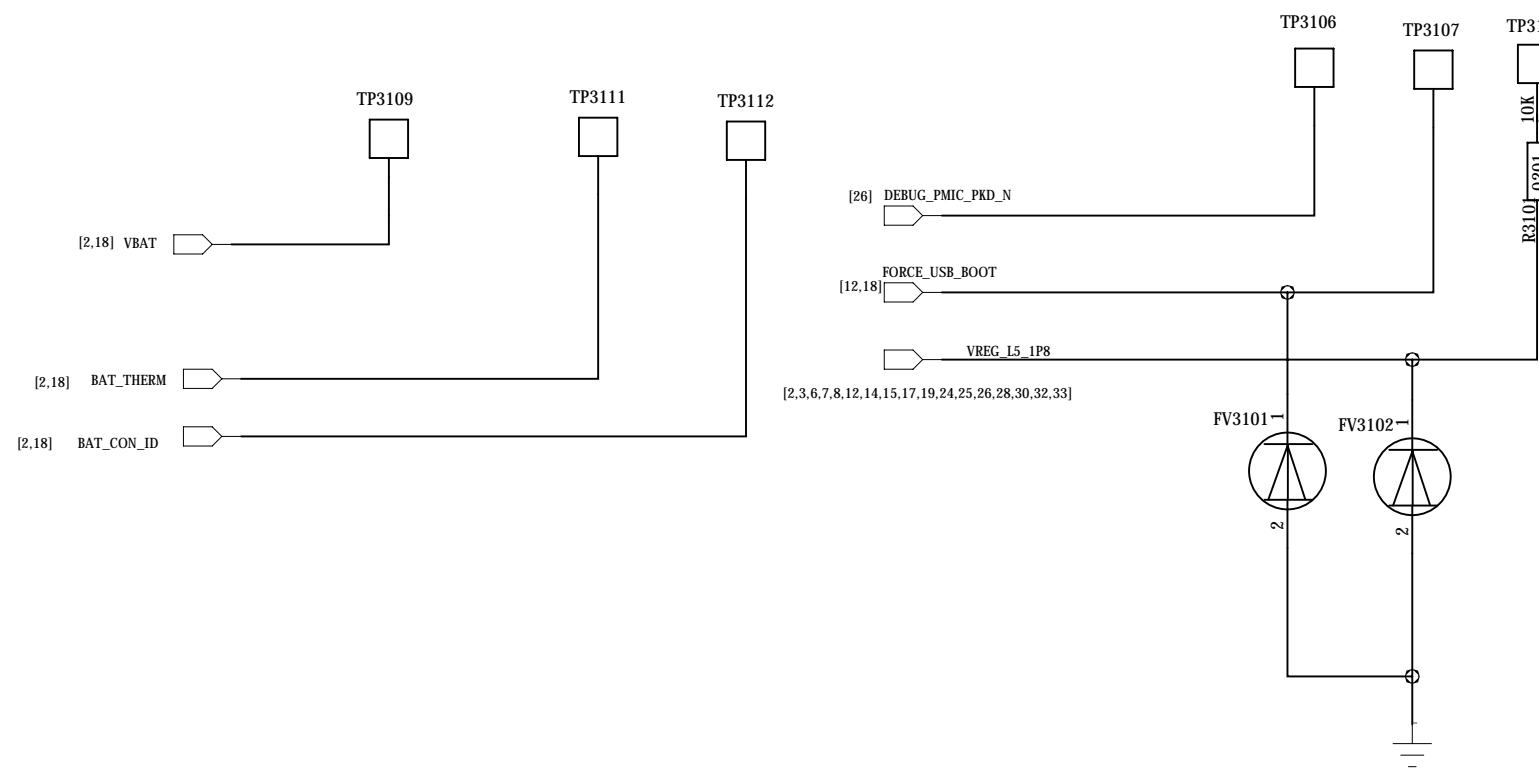 TP3106
TP3107
TP3109
TP3111
TP3112
10K
R3101
0201
[26] DEBUG_PMIC_PKD_N
[2,18] VBAT
FORCE_USB_BOOT
[12,18]
VREG_L5_1P8
[2,18] BAT_THERM
[2,3,6,7,8,12,14,15,17,19,24,25,26,28,30,32,33]
[2,18] BAT_CON_ID
FV3101
1
2
FV3102
1
2